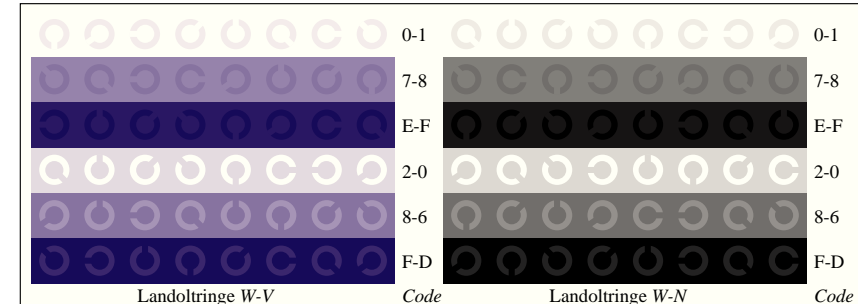 0-1 0-1
7-8 7-8
E-F E-F
2-0 2-0
8-6 8-6
F-D F-D
Landoltringe W-V Code Landoltringe W-N Code